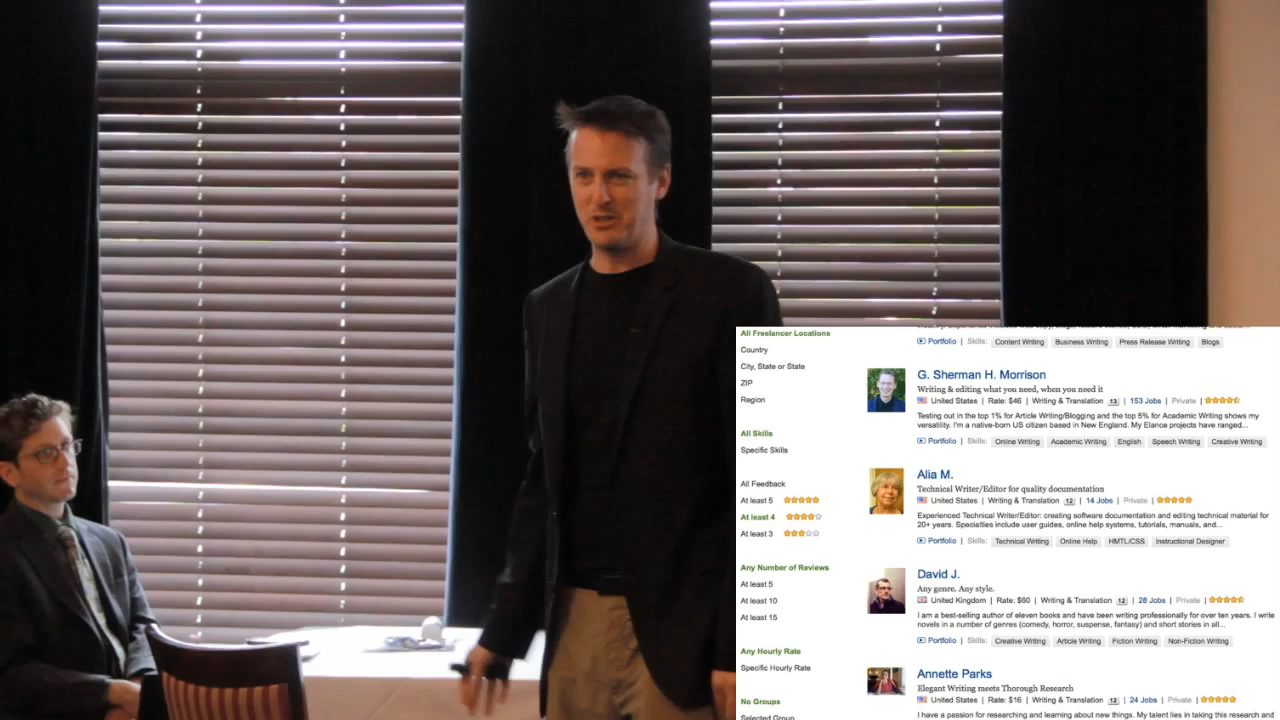 All Freelancer Locations
Country
City, State or State
ZIP
Region
All Skills
Specific Skills
All Feedback
At least 5
At least 4
At least 3
Any Number of Reviews
At least 5
At least 10
At least 15
Any Hourly Rate
Specific Hourly Rate
No Groups
Selected Group
Portfolio | Skills: Content Writing Business Writing Press Release Writing Blogs
G. Sherman H. Morrison
Writing & editing what you need, when you need it
United States | Rate: $46 | Writing & Translation 13 | 153 Jobs | Private |
Testing out in the top 1% for Article Writing/Blogging and the top 5% for Academic Writing shows my
versatility. I'm a native-born US citizen based in New England. My Elance projects have ranged...
Portfolio | Skills: Online Writing Academic Writing English Speech Writing Creative Writing
Alia M.
Technical Writer/Editor for quality documentation
United States | Writing & Translation 12 | 14 Jobs | Private |
Experienced Technical Writer/Editor: creating software documentation and editing technical material for
20+ years. Specialties include user guides, online help systems, tutorials, manuals, and...
Portfolio | Skills: Technical Writing Online Help HMTL/CSS Instructional Designer
David J.
Any genre. Any style.
United Kingdom | Rate: $60 | Writing & Translation 12 | 28 Jobs | Private |
I am a best-selling author of eleven books and have been writing professionally for over ten years. I write
novels in a number of genres (comedy, horror, suspense, fantasy) and short stories in all...
Portfolio | Skills: Creative Writing Article Writing Fiction Writing Non-Fiction Writing
Annette Parks
Elegant Writing meets Thorough Research
United States | Rate: $16 | Writing & Translation 12 | 24 Jobs | Private |
I have a passion for researching and learning about new things. My talent lies in taking this research and